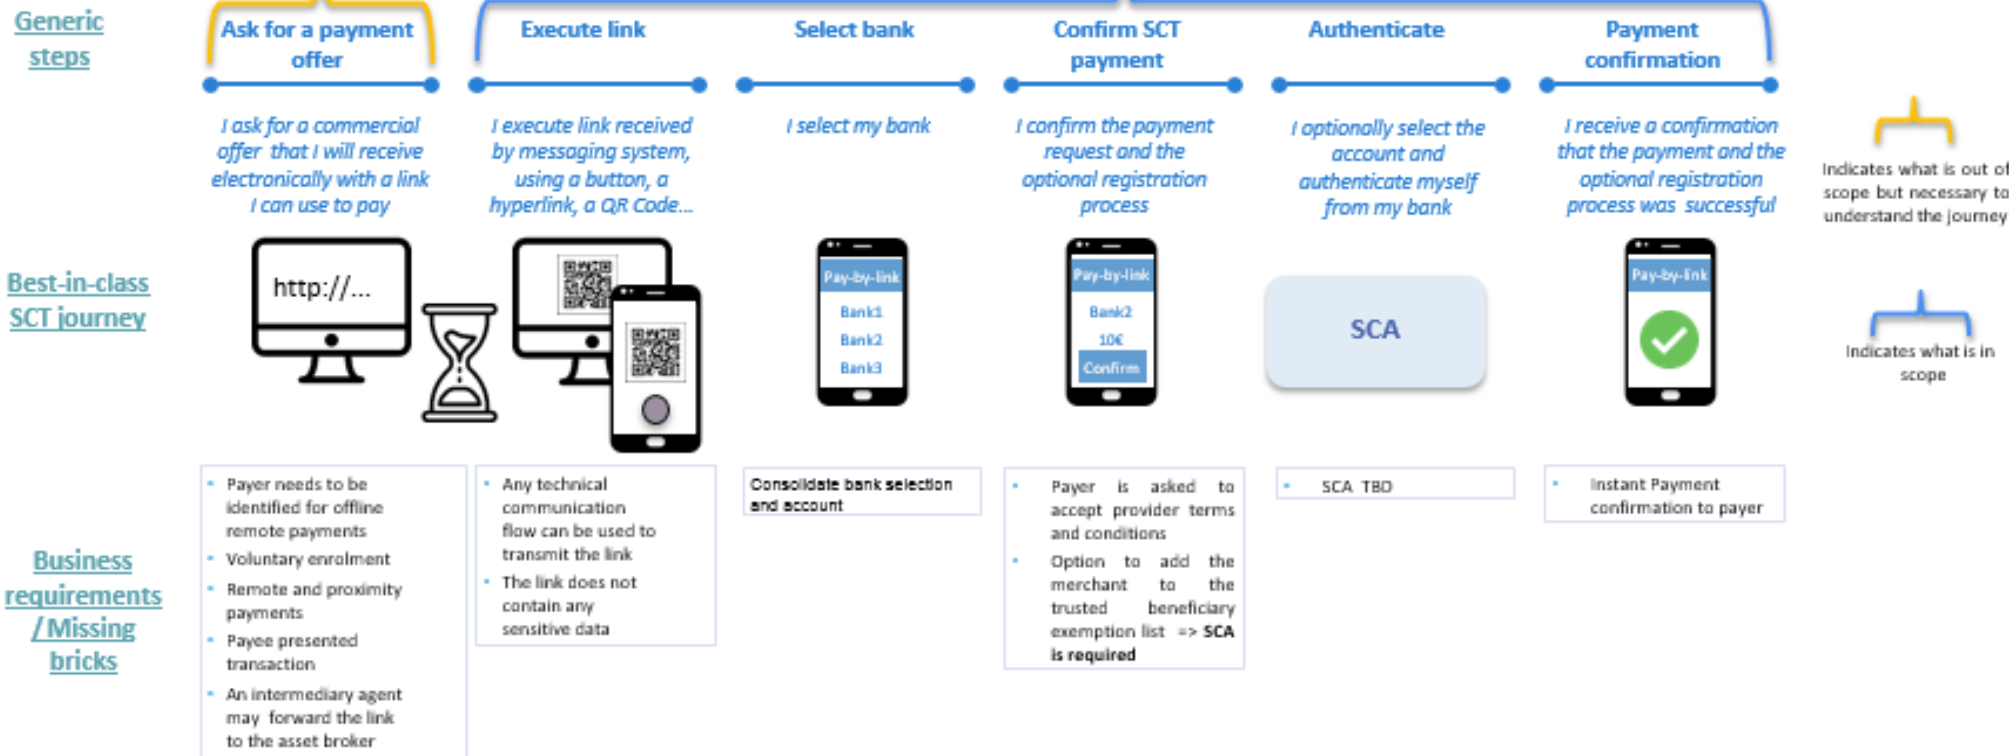 Generic
steps
Ask for a payment
offer
Execute link
Select bank
Confirm SCT
payment
Authenticate
Payment
confirmation
I ask for a commercial
offer that I will receive
electronically with a link
I can use to pay
I execute link received
by messaging system,
using a button, a
hyperlink, a QR Code...
I select my bank
I confirm the payment
request and the
optional registration
process
I optionally select the
account and
authenticate myself
from my bank
I receive a confirmation
that the payment and the
optional registration
process was successful
Indicates what is out of
scope but necessary to
understand the journey
Best-in-class
SCT journey
http://...
Pay-by-link
Bank1
Bank2
Bank3
Pay-by-link
Bank2
10€
Confirm
SCA
Pay-by-link
Indicates what is in
scope
Business
requirements
/ Missing
bricks
Payer needs to be
identified for offline
remote payments
Voluntary enrolment
Remote and proximity
payments
Payee presented
transaction
An intermediary agent
may forward the link
to the asset broker
Any technical
communication
flow can be used to
transmit the link
The link does not
contain any
sensitive data
Consolidate bank selection
and account
Payer is asked to
accept provider terms
and conditions
Option to add the
merchant to the
trusted beneficiary
exemption list => SCA
is required
SCA TBD
Instant Payment
confirmation to payer